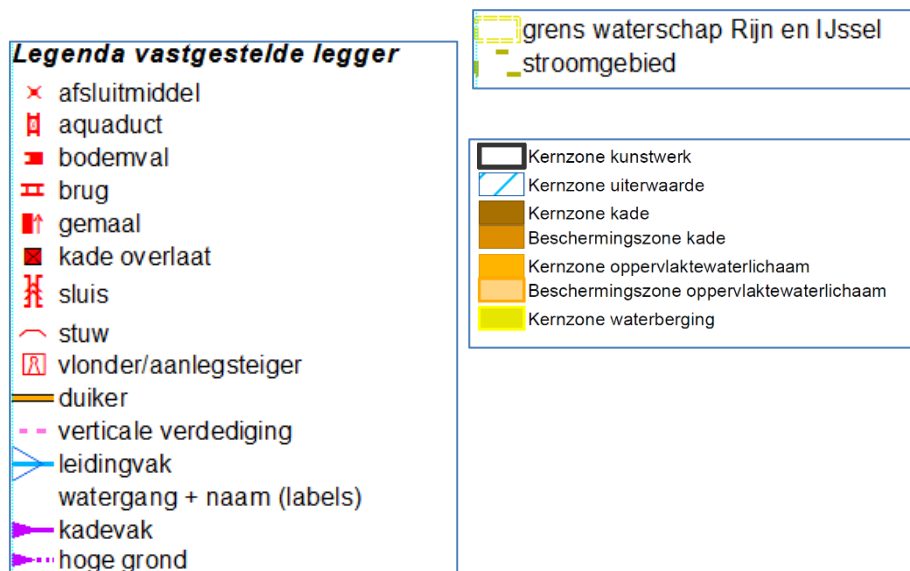 Legenda vastgestelde legger
afsluitmiddel
aquaduct
bodemval
brug
gemaal
kade overlaat
sluis
stuw
vlonder/aanlegsteiger
duiker
verticale verdediging
leidingvak
watergang + naam (labels)
kadevak
hoge grond
grens waterschap Rijn en IJssel
stroomgebied
Kernzone kunstwerk
Kernzone uiterwaarde
Kernzone kade
Beschermingszone kade
Kernzone oppervlaktewaterlichaam
Beschermingszone oppervlaktewaterlichaam
Kernzone waterberging